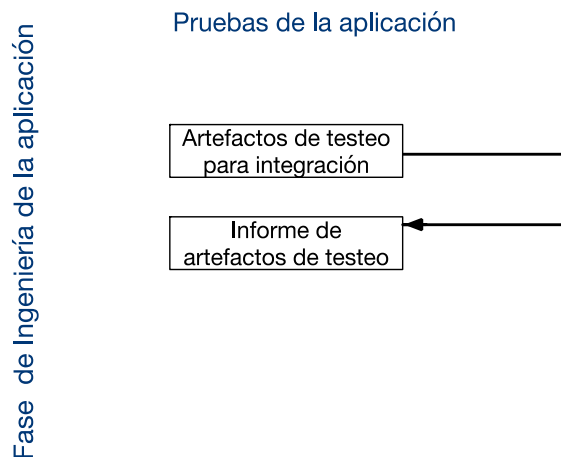 Pruebas de la aplicación
Fase de Ingeniería de la aplicación
Artefactos de testeo
para integración
Informe de
artefactos de testeo